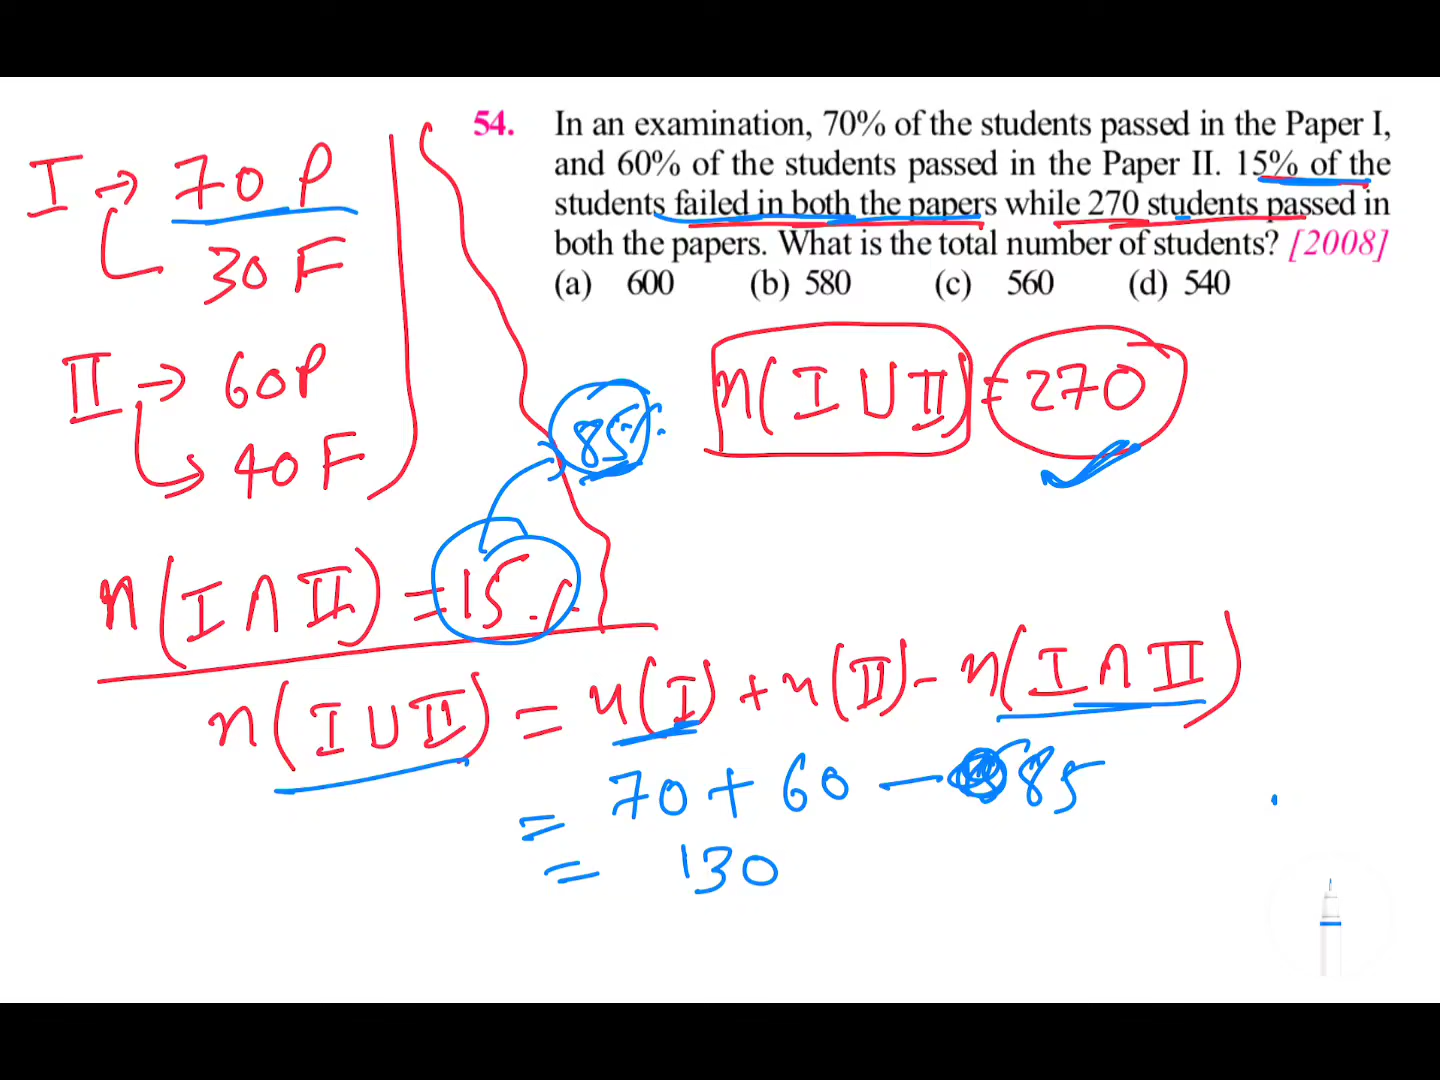 54. In an examination, 70% of the students passed in the Paper I,
and 60% of the students passed in the Paper II. 15% of the
students failed in both the papers while 270 students passed in
both the papers. What is the total number of students? [2008]
(a) 600 (b) 580 (c) 560 (d) 540
I → 70 P
30 F
II → 60P
→ 40 F
n(I ∪ II) = 270
85%
n(I ∩ II) = 15%
n(I ∪ II) = n(I) + n(II) - n(I ∩ II)
= 70 + 60 - 85
= 130